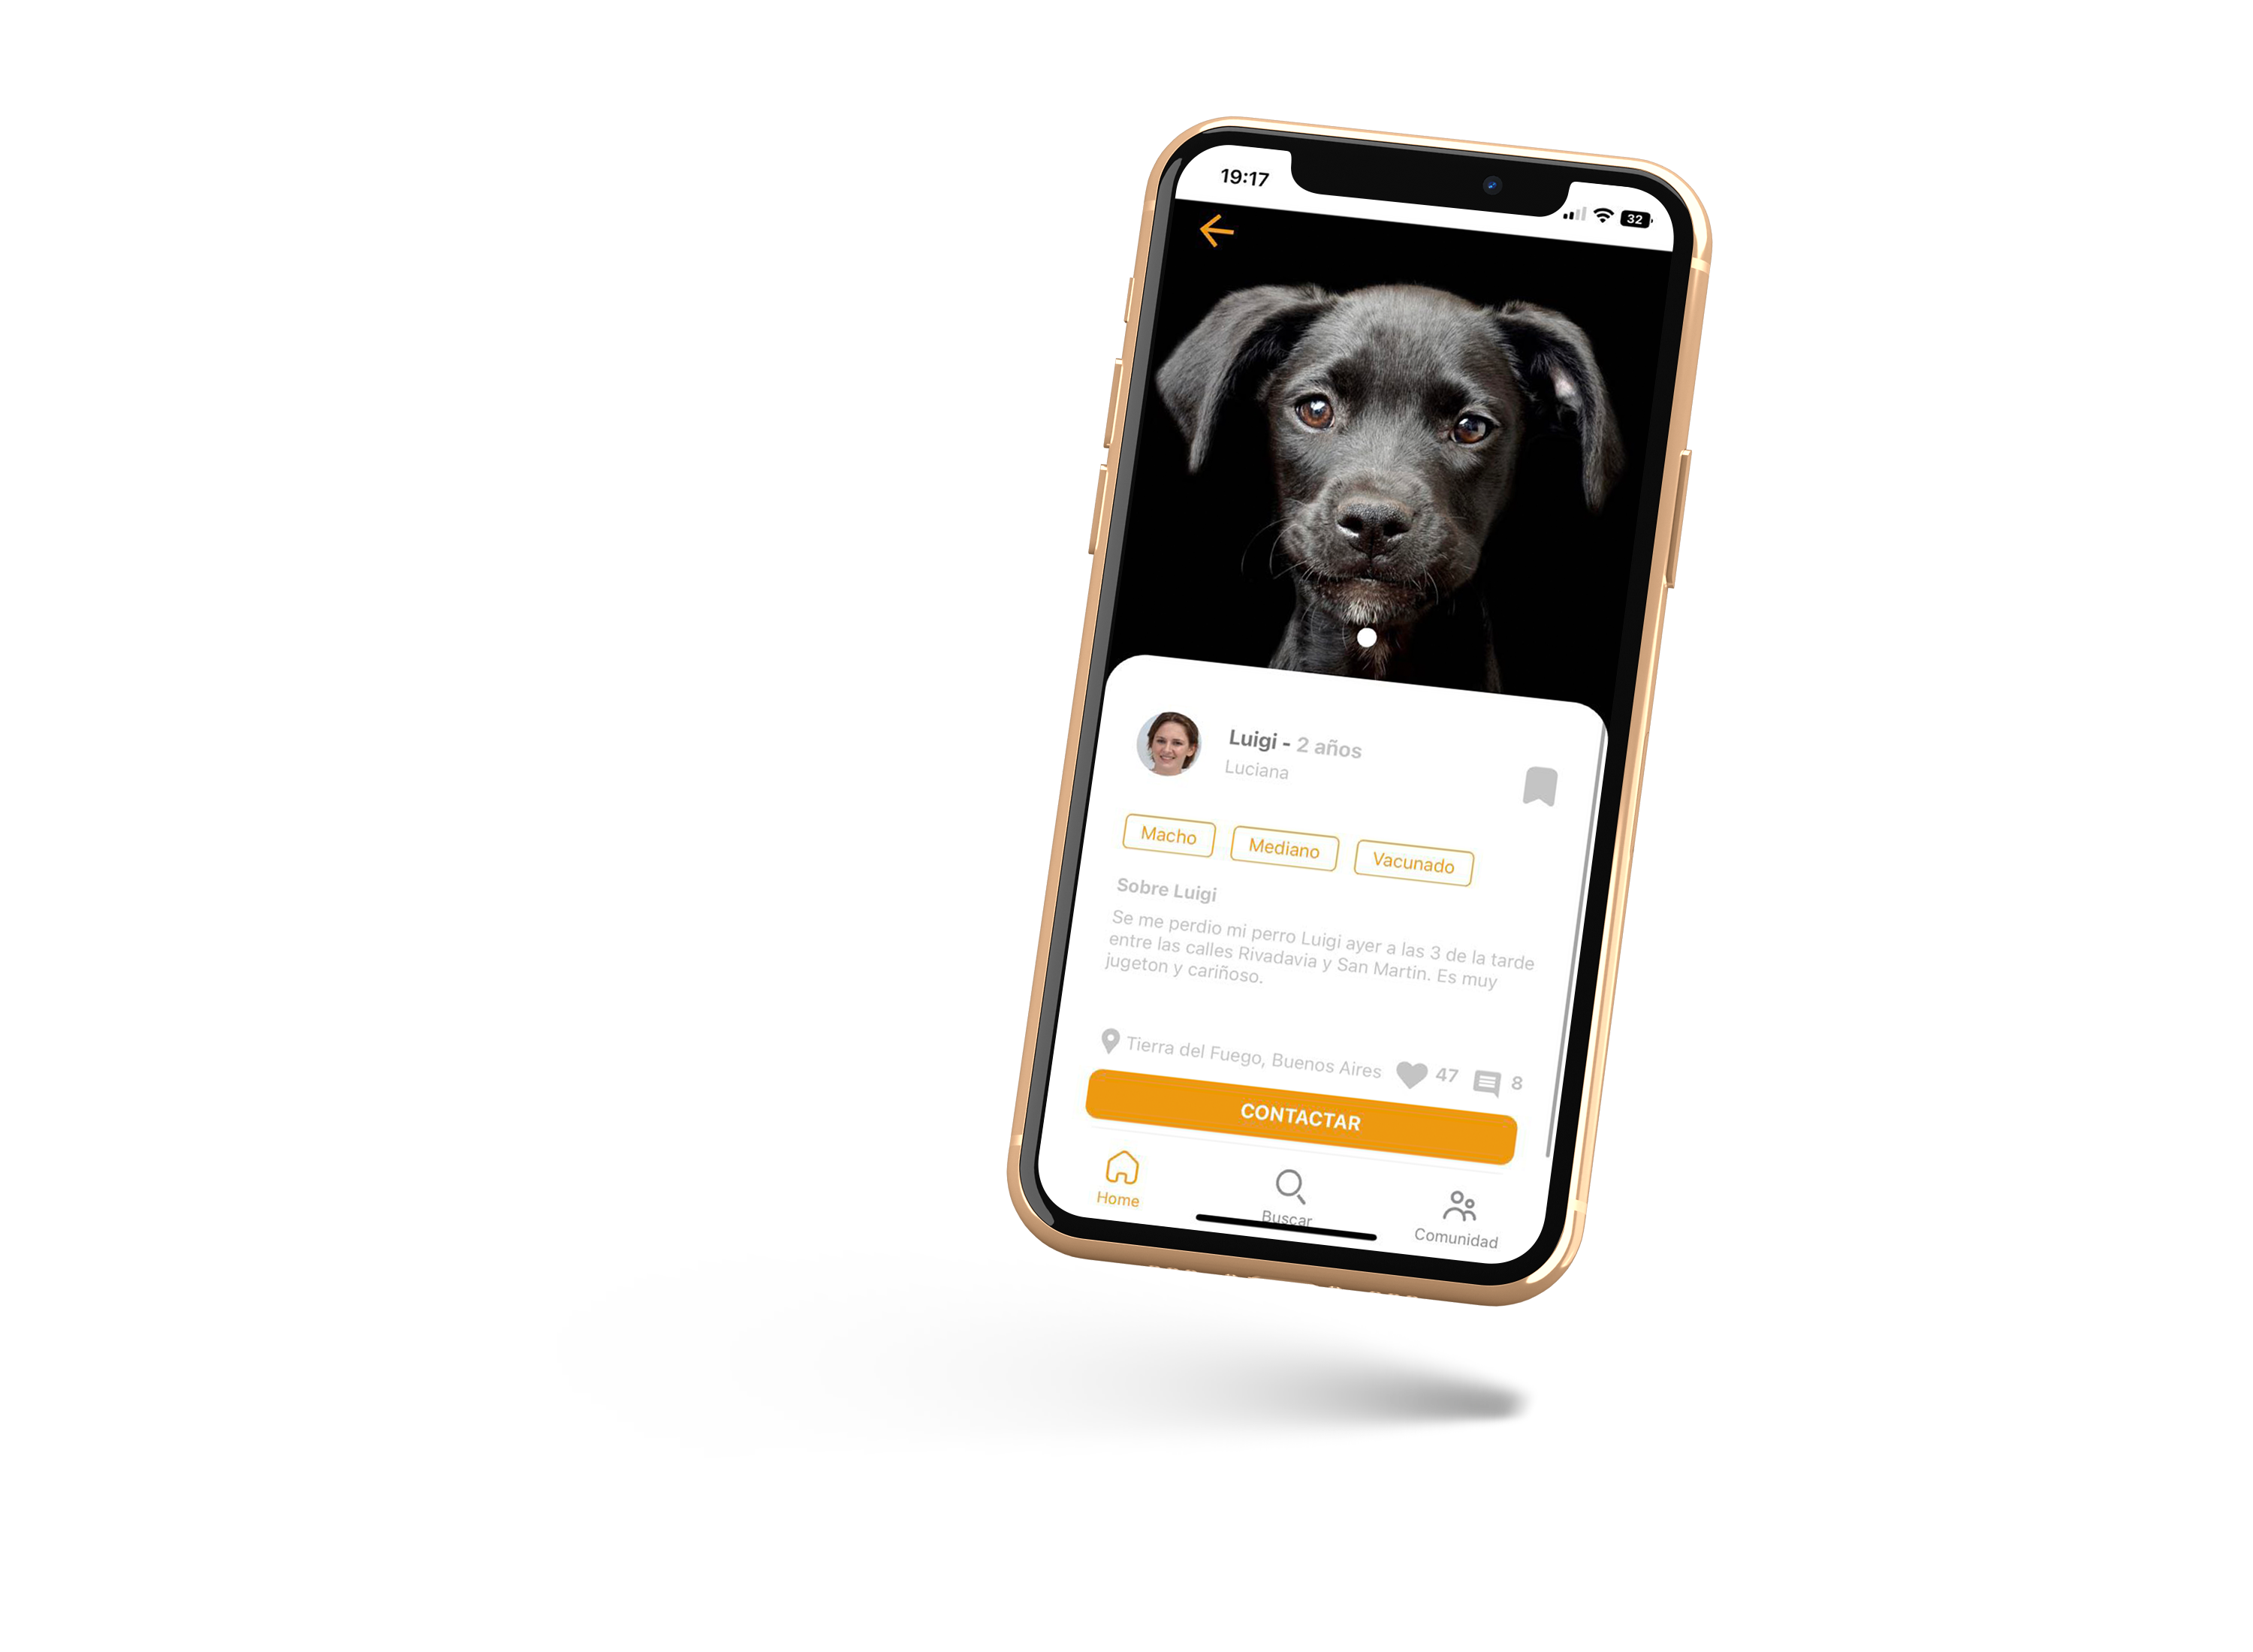 19:17
32
Luigi - 2 años
Luciana
Macho Mediano Vacunado
Sobre Luigi
Se me perdio mi perro Luigi ayer a las 3 de la tarde
entre las calles Rivadavia y San Martin. Es muy
jugeton y cariñoso.
Tierra del Fuego, Buenos Aires 47 8
CONTACTAR
Home Buscar Comunidad